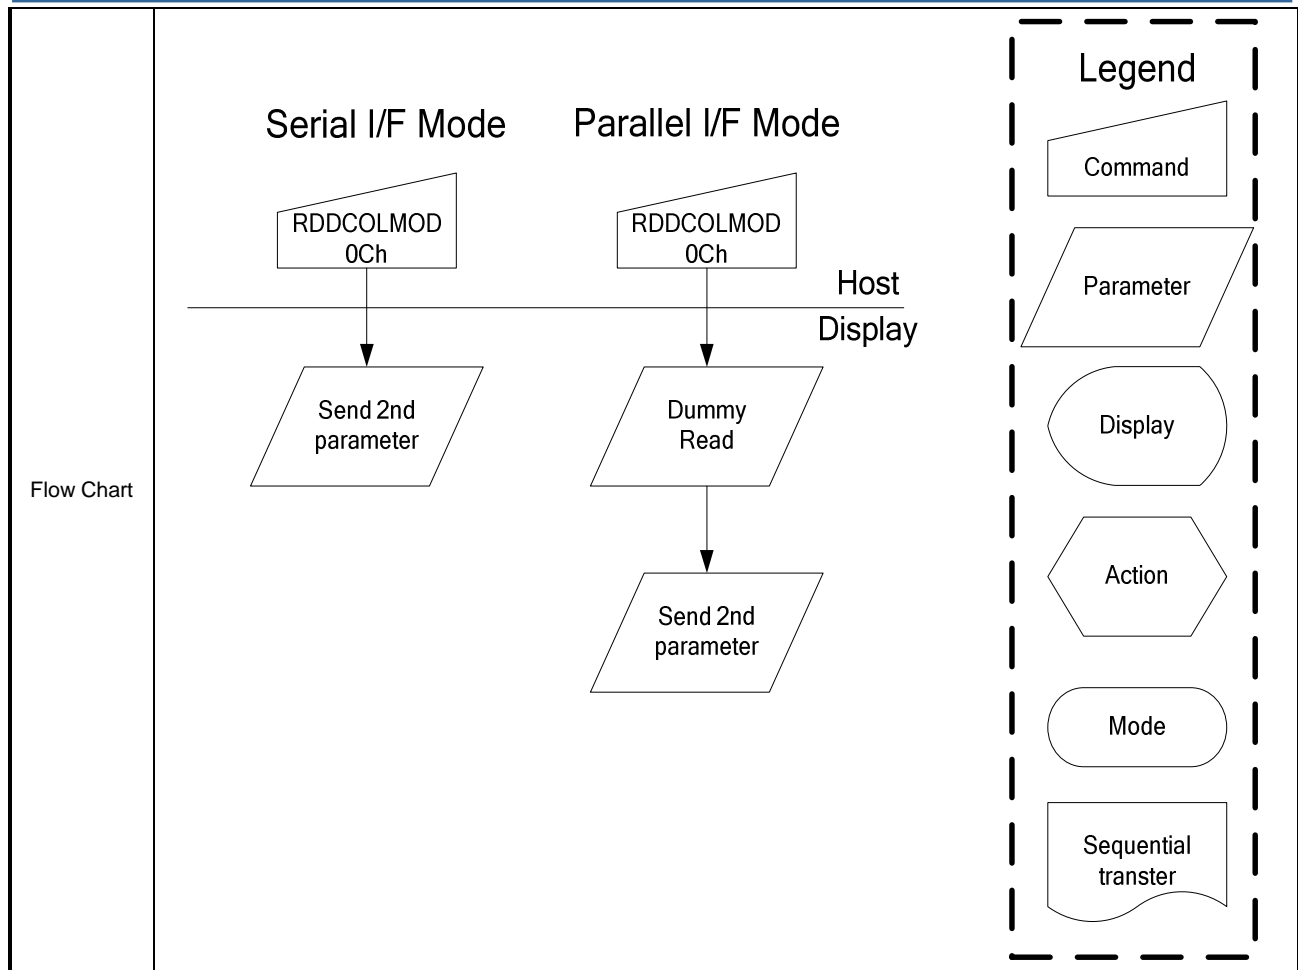 Flow Chart
Serial I/F Mode
Parallel I/F Mode
RDDCOLMOD
0Ch
RDDCOLMOD
0Ch
Host
Display
Send 2nd
parameter
Dummy
Read
Send 2nd
parameter
Legend
Command
Parameter
Display
Action
Mode
Sequential
transter